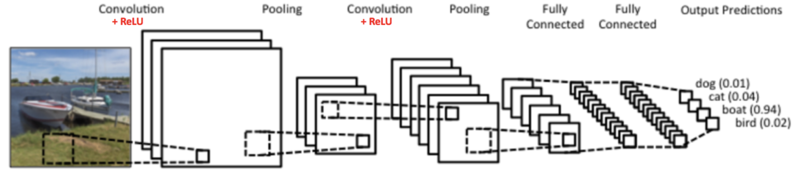 Convolution
+ ReLU
Pooling
Convolution
+ ReLU
Pooling
Fully
Connected
Fully
Connected
Output Predictions
dog (0.01)
cat (0.04)
boat (0.94)
bird (0.02)